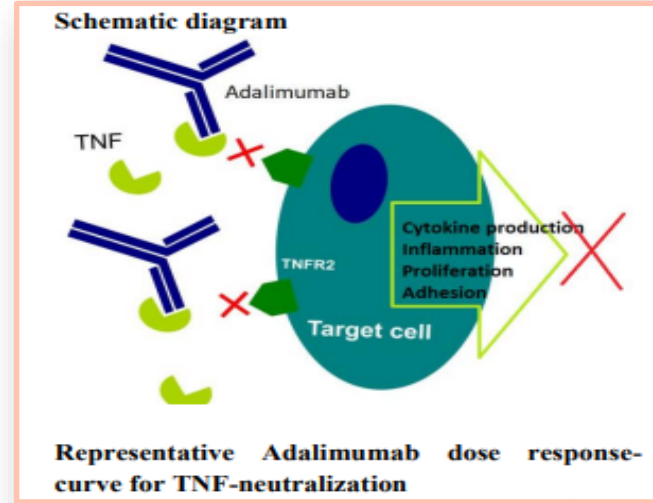 Schematic diagram
Adalimumab
TNF
Cytokine production
Inflammation
Proliferation
Adhesion
TNFR2
Target cell
Representative Adalimumab dose response-
curve for TNF-neutralization